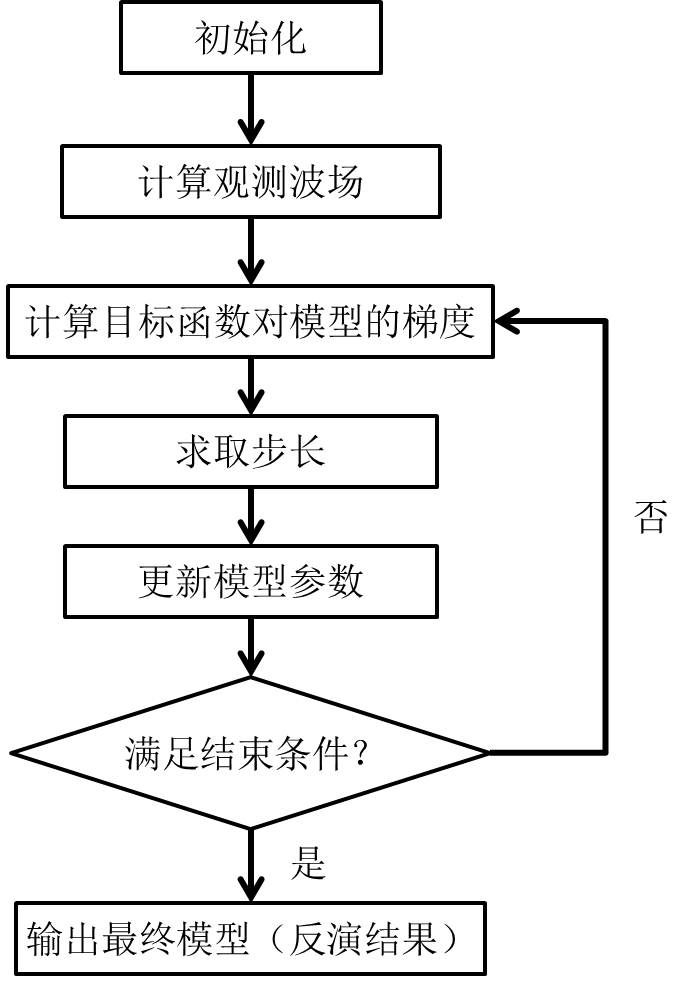 初始化
计算观测波场
计算目标函数对模型的梯度
求取步长
更新模型参数
否
满足结束条件？
是
输出最终模型（反演结果）